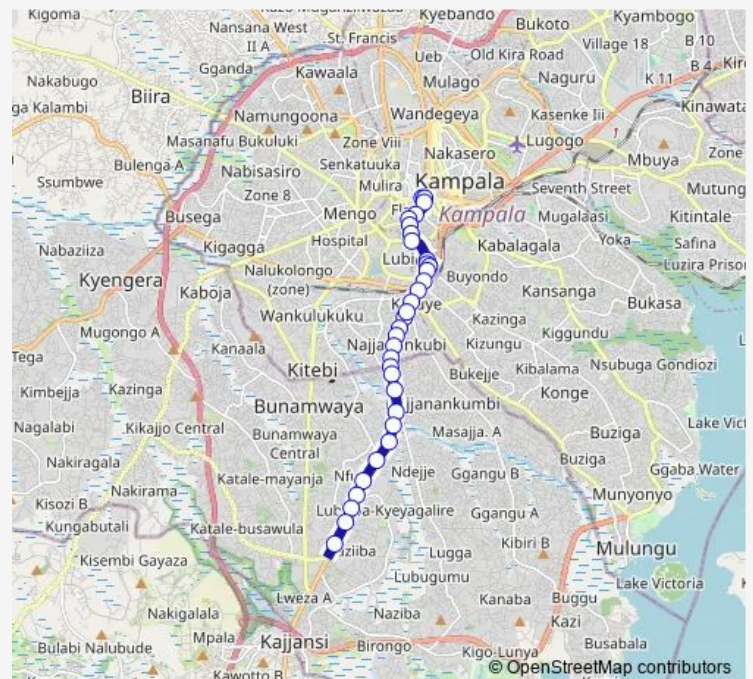 Kigoma
Kyebando
Kyambogo
Nansana West
II A
St. Francis
Bukoto
Village 18
B 10
Ueb
Old Kira Road
Gganda
Kawaala
B 4
Nakabugo
Mulago
Naguru
K 11
Biira
Namungoona
Wandegeya
Kasenke Iii
Masanafu Bukuluki
Zone Viii
Lugogo
1
Nakasero
Mbuya
Zone
Bulenga A
Senkatuuka
Nabisasiro
Kampala
Ssumbwe
Mulira
Seventh Street
Zone 8
Busega
Mengo
Kampala
Mugalaasi
Kitintale
Hospital
Yoka
Safina
Nabaziiza
Kigagga
Kabalagala
Luzira Prison
Nalukolongo
(zone)
Buyondo
Kyengera
Kaboja
Kansanga
Bukasa
Wankulukuku
Kazinga
Mugongo A
Kiggundu
Kanaala
Kizungu
Kitebi
Kibalama
Nsubuga Gondiozi
Kimbejja
Kazinga
Bukejje
Konge
Bunamwaya
Nagalabi
Kikajjo Central
Bunamwaya
Central
Masajja. A
Buziga
Nakiragala
Buziga
Ggaba Water
Ndejje
Ggangu B
Katale-mayanja
Nakirama
Munyonyo
Kisozi B
Kungabutali
Katale-busawula
Ggangu A
Kisembi Gayaza
Kibiri B
Lugga
Mulungu
Lubugumu
Lake Victoria
Lweza A
Kanaba
Buggu
Nakigalala
Naziba
Kazi
Mpala
Kajjansi
Birongo
Kigo-Lunya
Busabala
Bulabi Nalubude
Kawotto B
© OpenStreetMap contributors